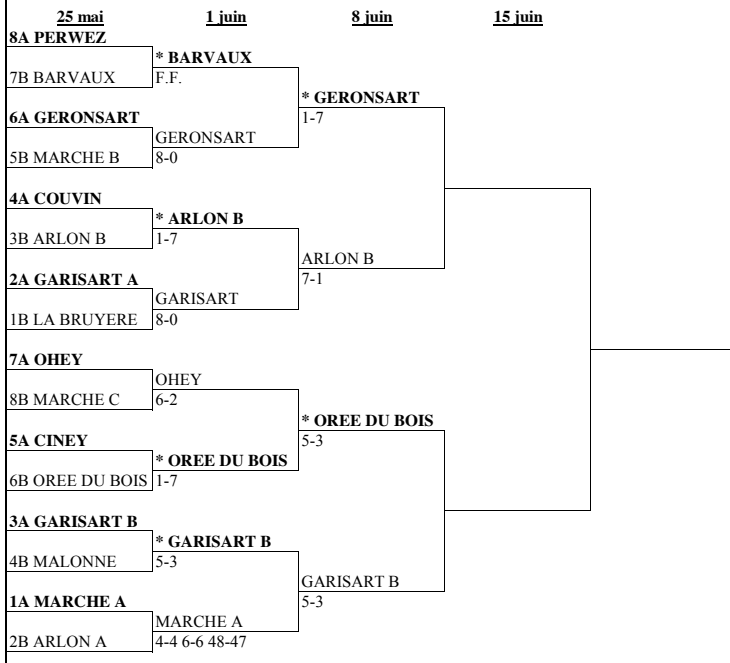 25 mai 1 juin 8 juin 15 juin
8A PERWEZ
* BARVAUX
7B BARVAUX F.F.
* GERONSART
6A GERONSART 1-7
GERONSART
5B MARCHE B 8-0
4A COUVIN
* ARLON B
3B ARLON B 1-7
ARLON B
2A GARISART A 7-1
GARISART
1B LA BRUYERE 8-0
7A OHEY
OHEY
8B MARCHE C 6-2
* OREE DU BOIS
5A CINEY 5-3
* OREE DU BOIS
6B OREE DU BOIS 1-7
3A GARISART B
* GARISART B
4B MALONNE 5-3
GARISART B
1A MARCHE A 5-3
MARCHE A
2B ARLON A 4-4 6-6 48-47